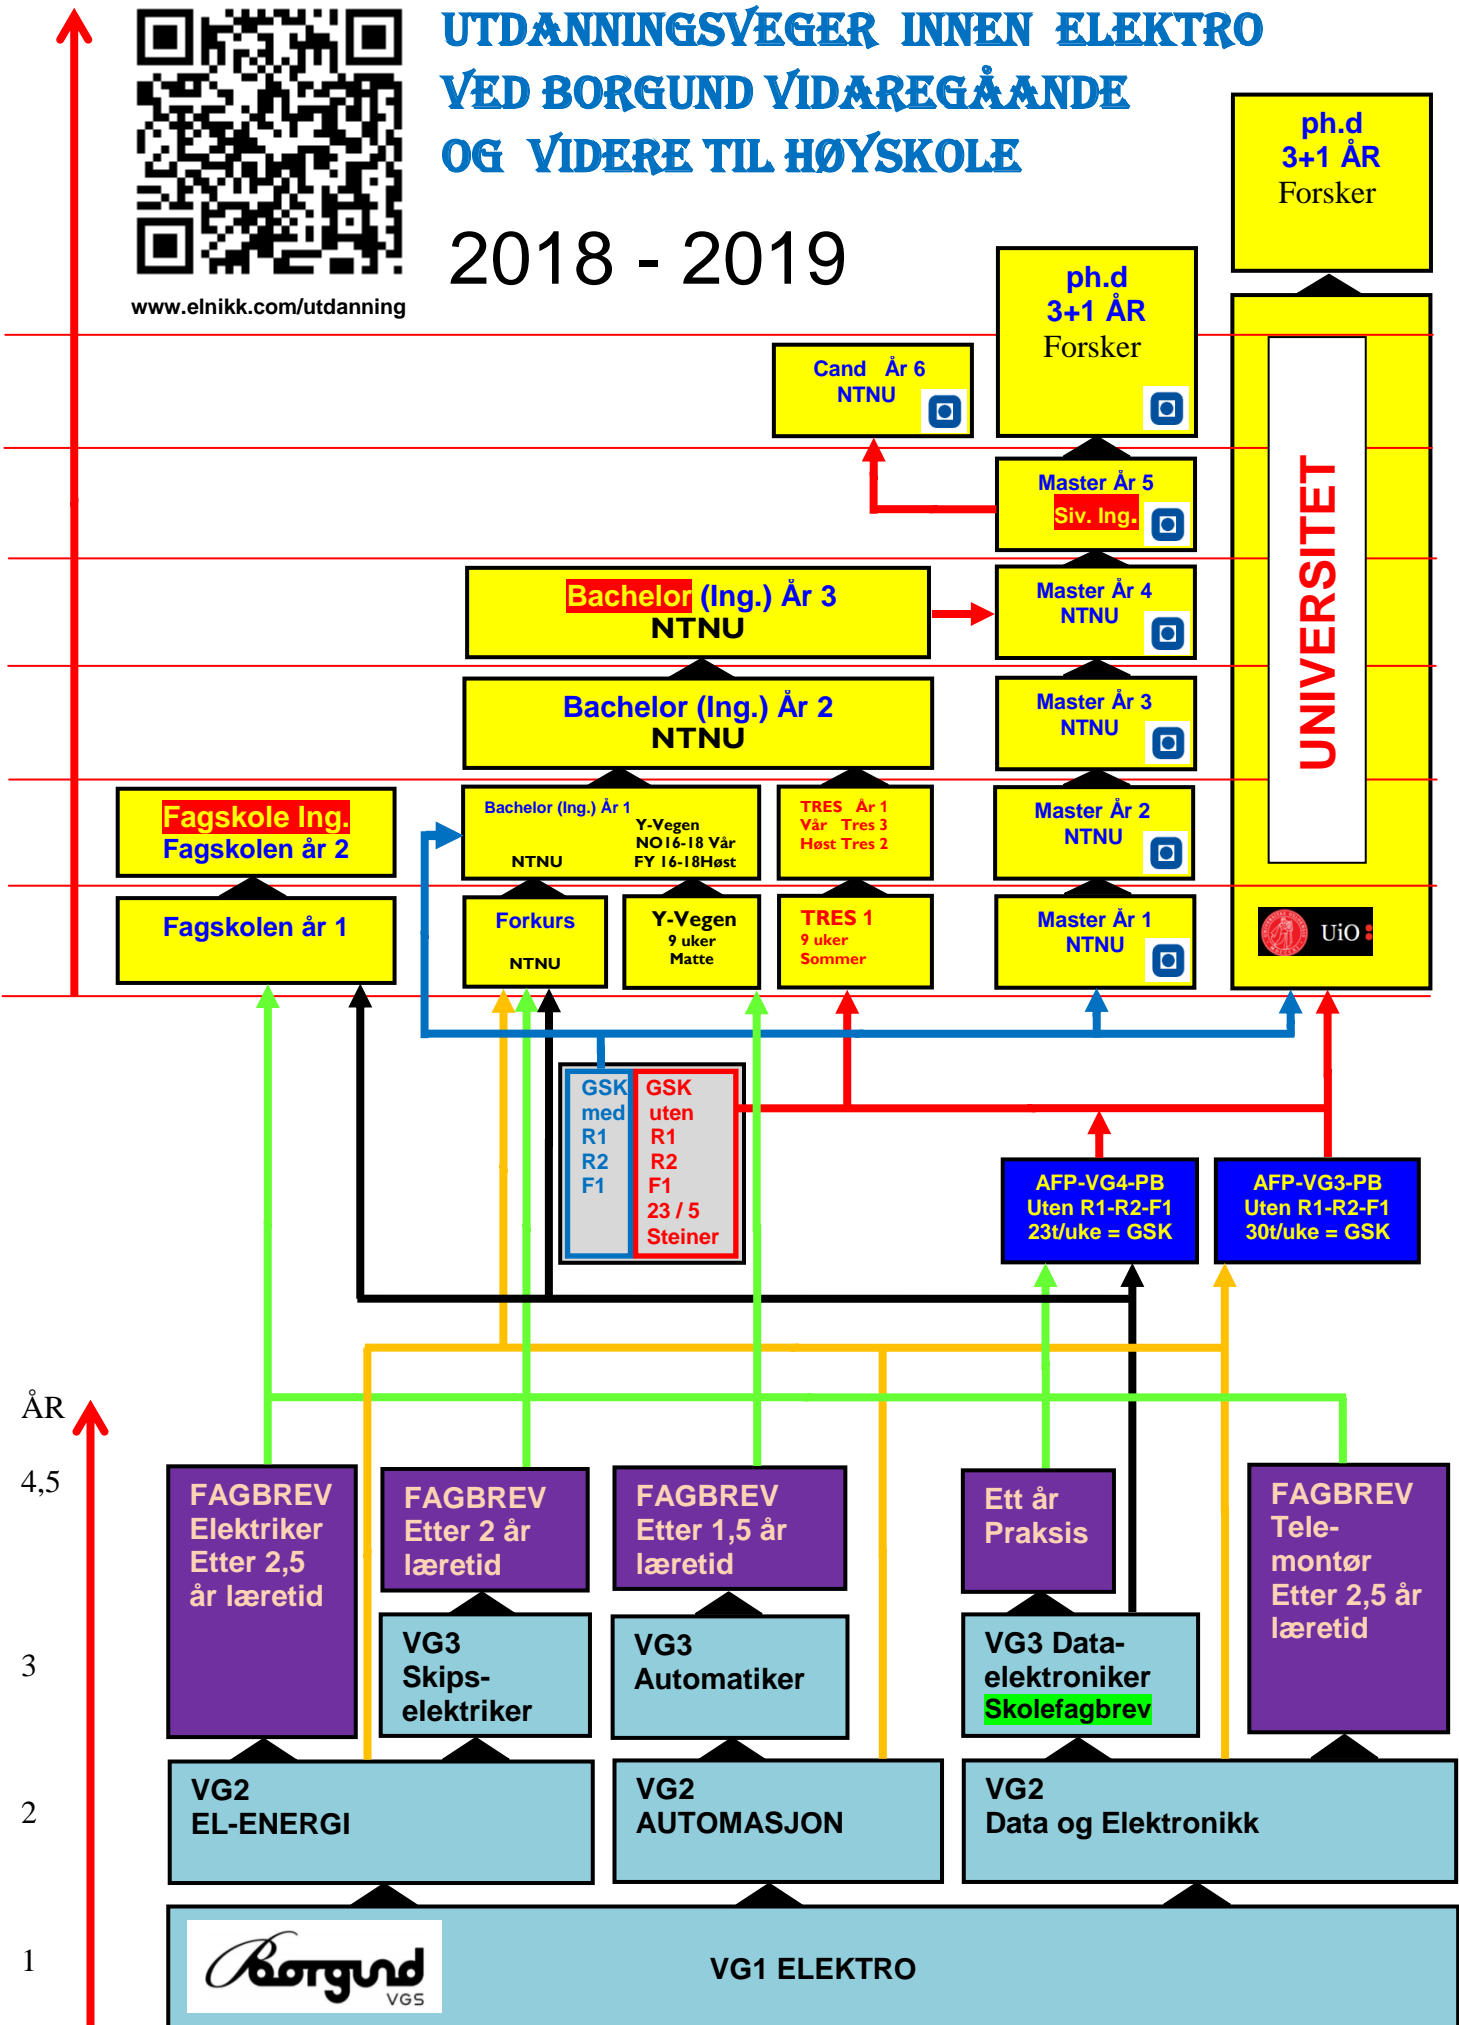 UTDANNINGSVEGER INNEN ELEKTRO
VED BORGUND VIDAREGÅANDE
OG VIDERE TIL HØYSKOLE
2018 - 2019
www.elnikk.com/utdanning
ph.d
3+1 ÅR
Forsker
ph.d
3+1 ÅR
Forsker
Cand År 6
NTNU
Master År 5
Siv. Ing.
UNIVERSITET
Bachelor (Ing.) År 3
NTNU
Master År 4
NTNU
Bachelor (Ing.) År 2
NTNU
Master År 3
NTNU
Fagskole Ing.
Fagskolen år 2
Bachelor (Ing.) År 1
Y-Vegen
NO16-18 Vår
NTNU FY 16-18Høst
TRES År 1
Vår Tres 3
Høst Tres 2
Master År 2
NTNU
Fagskolen år 1
Forkurs
NTNU
Y-Vegen
9 uker
Matte
TRES 1
9 uker
Sommer
Master År 1
NTNU
UiO:
GSK
med
R1
R2
F1
GSK
uten
R1
R2
F1
23 / 5
Steiner
AFP-VG4-PB
Uten R1-R2-F1
23t/uke = GSK
AFP-VG3-PB
Uten R1-R2-F1
30t/uke = GSK
ÅR
4,5
FAGBREV
Elektriker
Etter 2,5
år læretid
FAGBREV
Etter 2 år
læretid
FAGBREV
Etter 1,5 år
læretid
Ett år
Praksis
FAGBREV
Tele-
montør
Etter 2,5 år
læretid
3
VG3
Skips-
elektriker
VG3
Automatiker
VG3 Data-
elektroniker
Skolefagbrev
2
VG2
EL-ENERGI
VG2
AUTOMASJON
VG2
Data og Elektronikk
1
Borgund
VGS
VG1 ELEKTRO